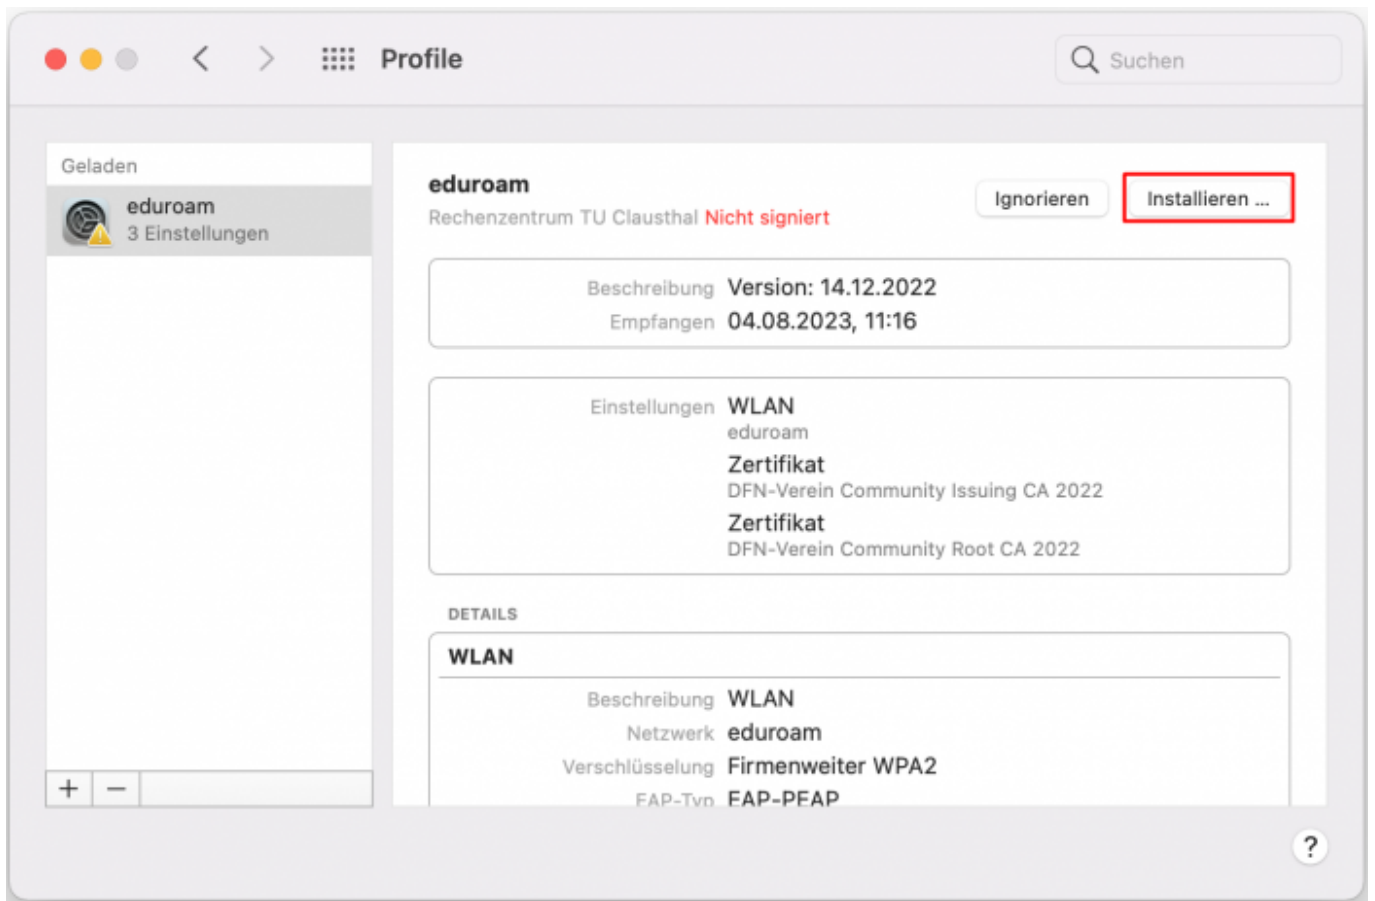 Profile
Suchen
Geladen
eduroam
3 Einstellungen
eduroam
Rechenzentrum TU Clausthal Nicht signiert
Ignorieren
Installieren ...
Beschreibung Version: 14.12.2022
Empfangen 04.08.2023, 11:16
Einstellungen WLAN
eduroam
Zertifikat
DFN-Verein Community Issuing CA 2022
Zertifikat
DFN-Verein Community Root CA 2022
DETAILS
WLAN
Beschreibung WLAN
Netzwerk eduroam
Verschlüsselung Firmenweiter WPA2
EAP-Typ EAP-PEAP
+ −
?